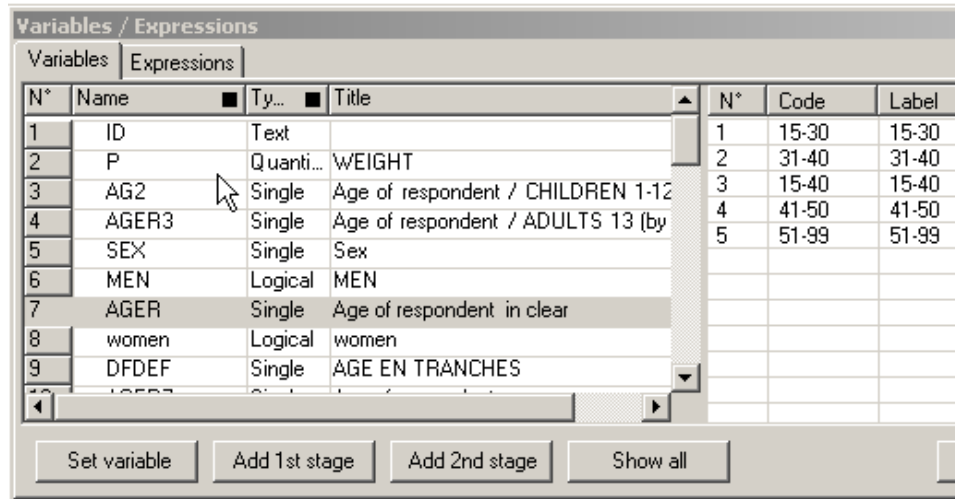 Variables / Expressions
Variables Expressions
N° Name Ty... Title
1 ID Text
2 P Quanti... WEIGHT
3 AG2 Single Age of respondent / CHILDREN 1-12
4 AGER3 Single Age of respondent / ADULTS 13 (by
5 SEX Single Sex
6 MEN Logical MEN
7 AGER Single Age of respondent in clear
8 women Logical women
9 DFDEF Single AGE EN TRANCHES
N° Code Label
1 15-30 15-30
2 31-40 31-40
3 15-40 15-40
4 41-50 41-50
5 51-99 51-99
Set variable Add 1st stage Add 2nd stage Show all